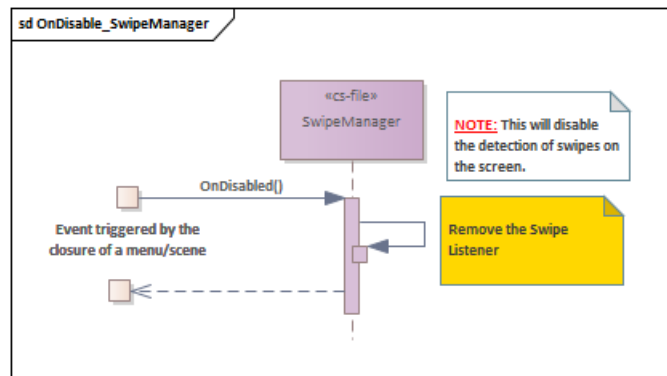 sd OnDisable_SwipeManager
«cs-file»
SwipeManager
NOTE: This will disable
the detection of swipes on
the screen.
OnDisabled()
Event triggered by the
closure of a menu/scene
Remove the Swipe
Listener